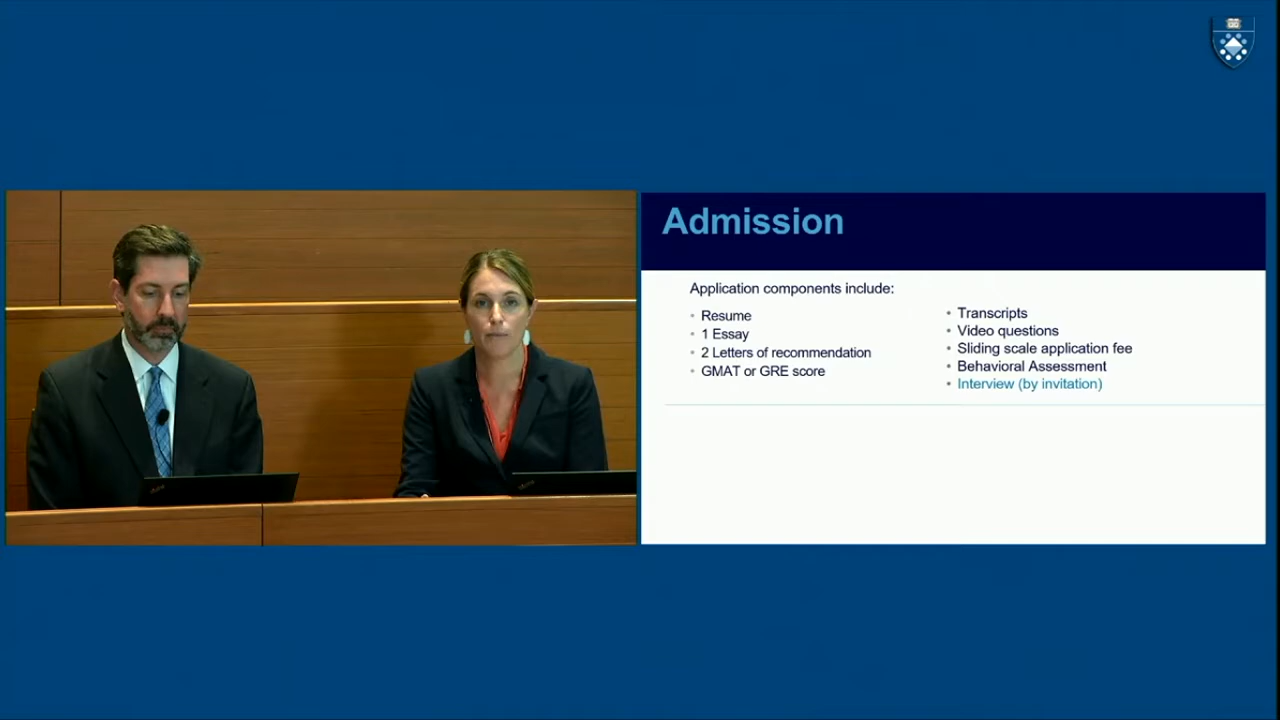 Admission
Application components include:
Resume
1 Essay
2 Letters of recommendation
GMAT or GRE score
Transcripts
Video questions
Sliding scale application fee
Behavioral Assessment
Interview (by invitation)